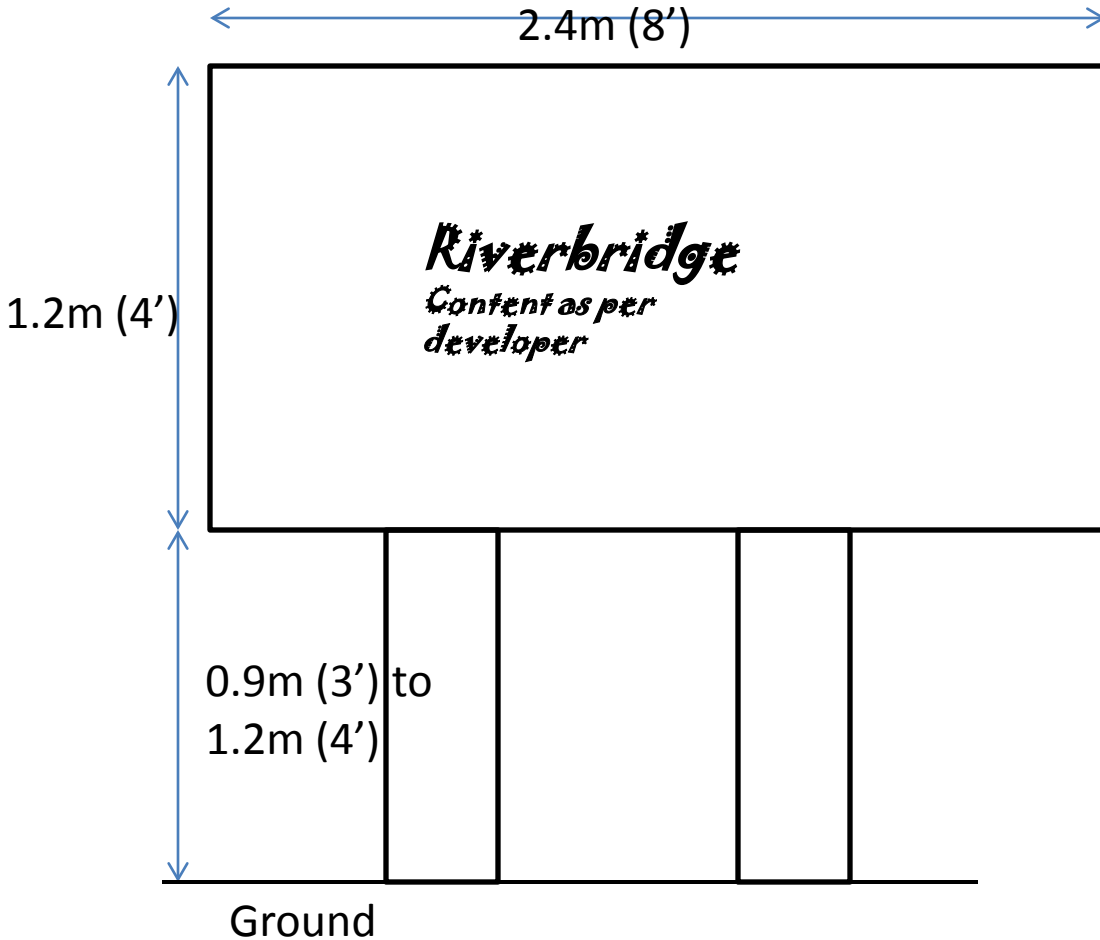 2.4m (8’)
Riverbridge
Content as per
developer
1.2m (4’)
0.9m (3’) to
1.2m (4’)
Ground